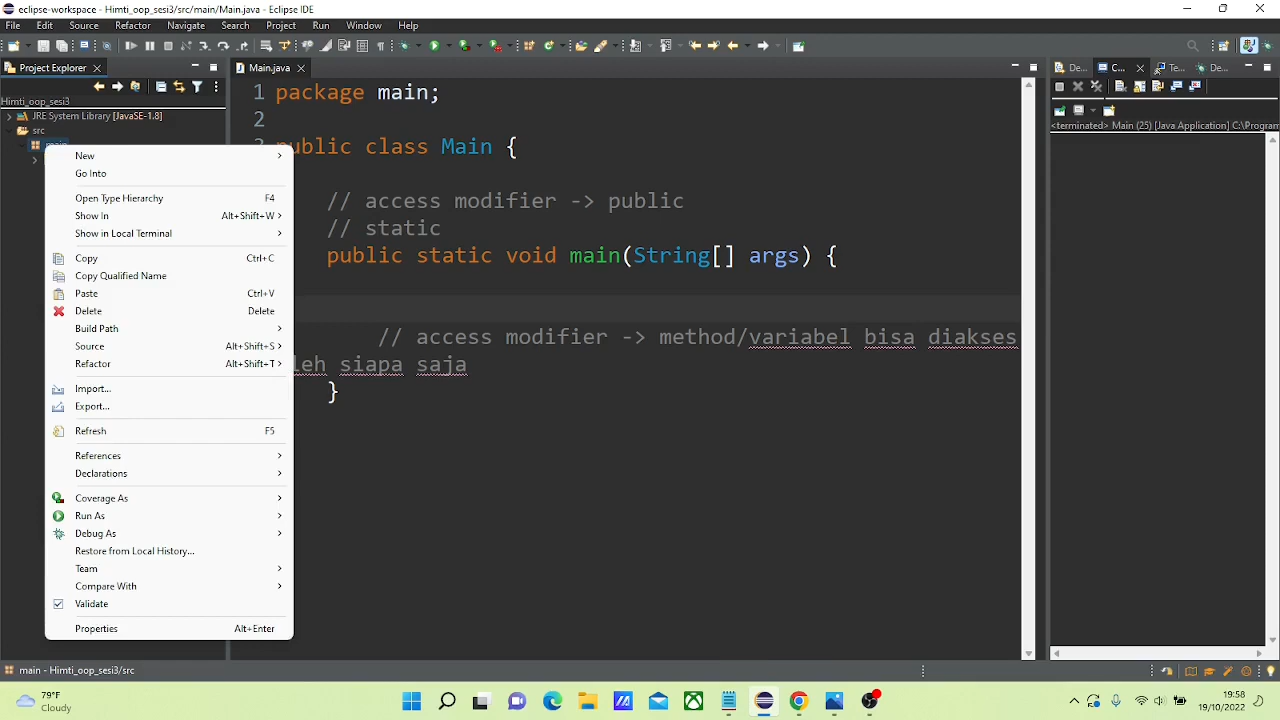 eclipse-workspace - Himti_oop_sesi3/src/main/Main.java - Eclipse IDE
File Edit Source Refactor Navigate Search Project Run Window Help
Project Explorer
Main.java
De...
C...
Te...
De...
Himti_oop_sesi3
JRE System Library [JavaSE-1.8]
src
main
New
Go Into
Open Type Hierarchy F4
Show In Alt+Shift+W
Show in Local Terminal
Copy Ctrl+C
Copy Qualified Name
Paste Ctrl+V
Delete Delete
Build Path
Source Alt+Shift+S
Refactor Alt+Shift+T
Import...
Export...
Refresh F5
References
Declarations
Coverage As
Run As
Debug As
Restore from Local History...
Team
Compare With
Validate
Properties Alt+Enter
1 package main;
2
3 public class Main {
// access modifier -> public
// static
public static void main(String[] args) {
// access modifier -> method/variabel bisa diakses
leh siapa saja
}
<terminated> Main (25) [Java Application] C:\Program
main - Himti_oop_sesi3/src
79°F
Cloudy
19:58
19/10/2022